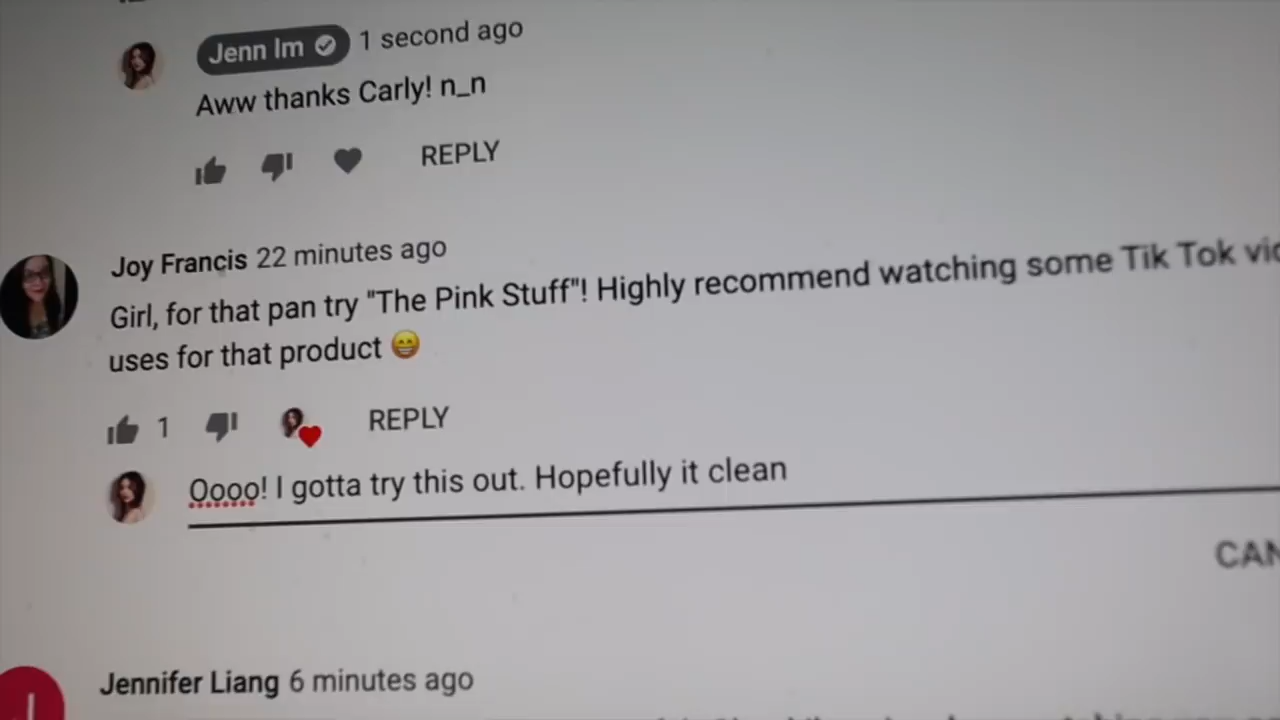 Jenn Im 1 second ago
Aww thanks Carly! n_n
REPLY
Joy Francis 22 minutes ago
Girl, for that pan try "The Pink Stuff"! Highly recommend watching some Tik Tok
uses for that product 😁
1 REPLY
Oooo! I gotta try this out. Hopefully it clean
Jennifer Liang 6 minutes ago
J